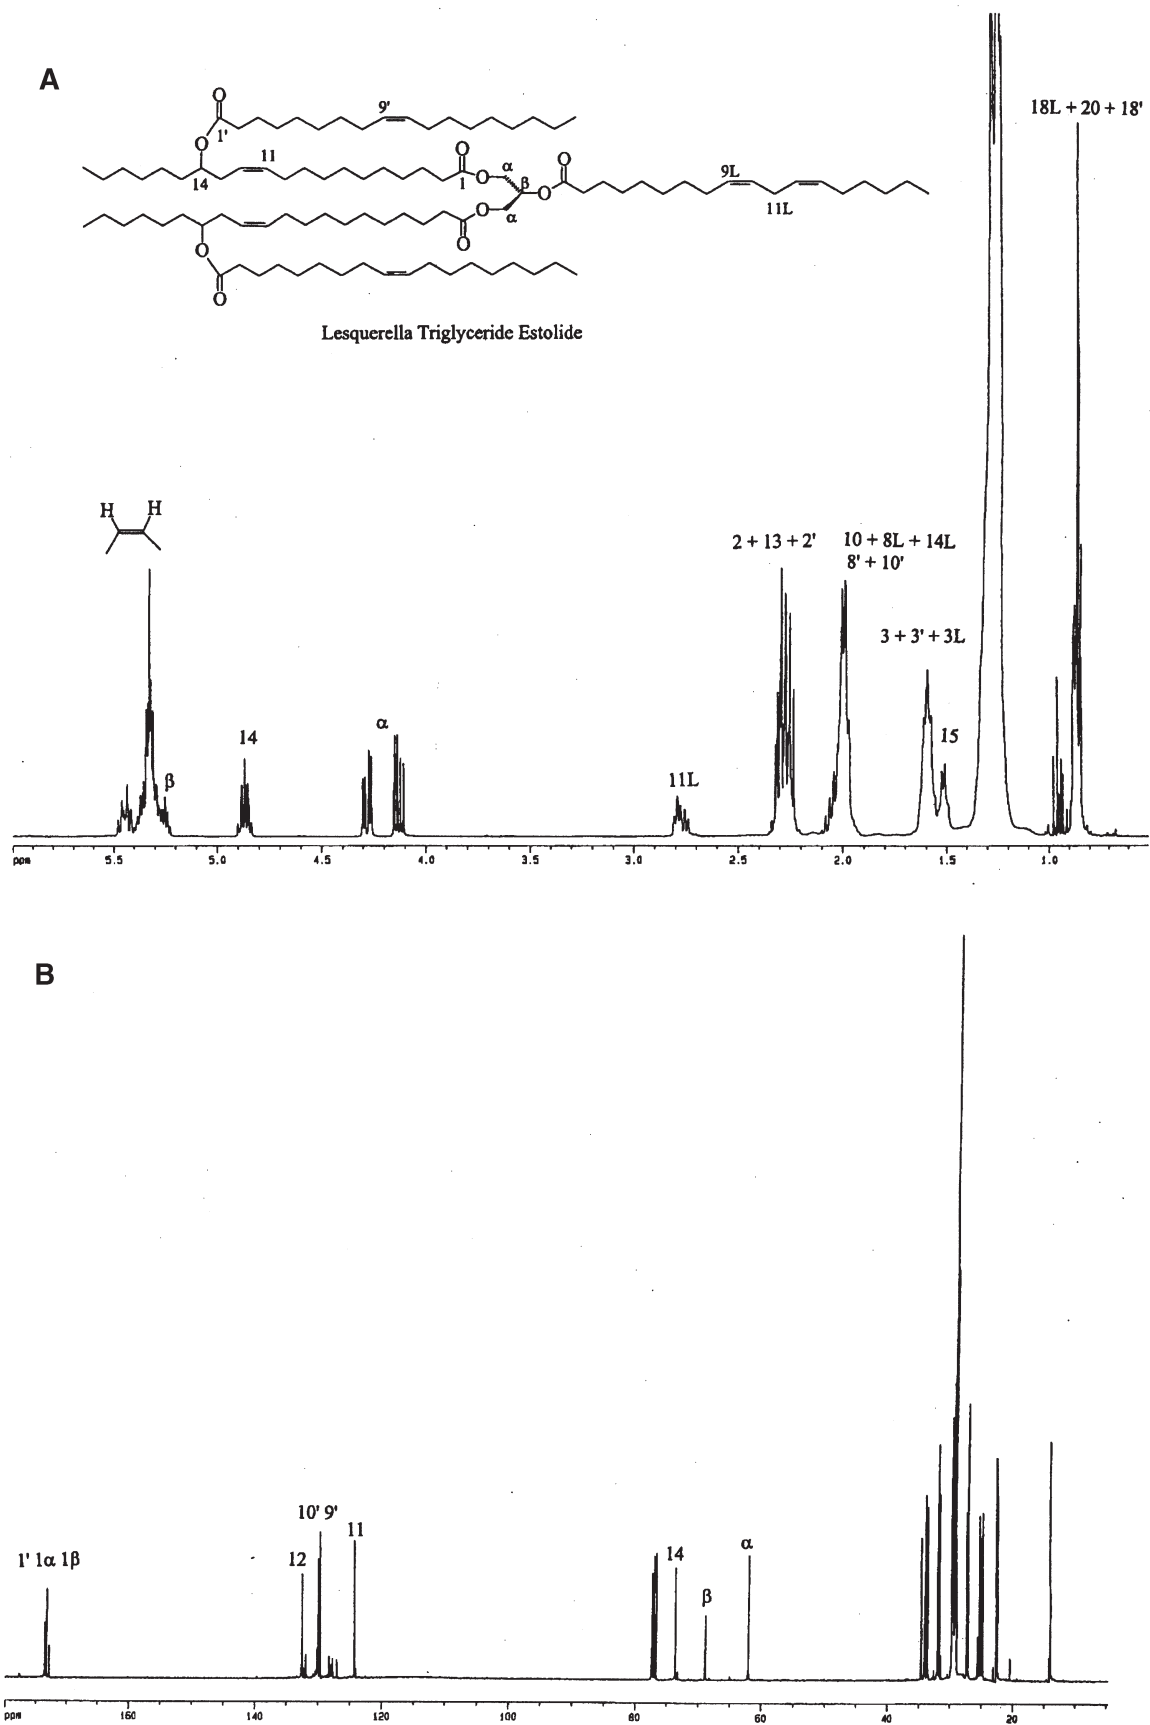 A
18L + 20 + 18'
O
9'
1'
O
11
O
O
14
1
O
α
β
O
9L
11L
α
O
O
O
O
Lesquerella Triglyceride Estolide
H H
2 + 13 + 2'
10 + 8L + 14L
8' + 10'
3 + 3' + 3L
β
14
α
11L
15
ppm 5.5 5.0 4.5 4.0 3.5 3.0 2.5 2.0 1.5 1.0
B
10' 9'
1' 1α 1β
12
11
14
β
α
ppm 160 140 120 100 80 60 40 20